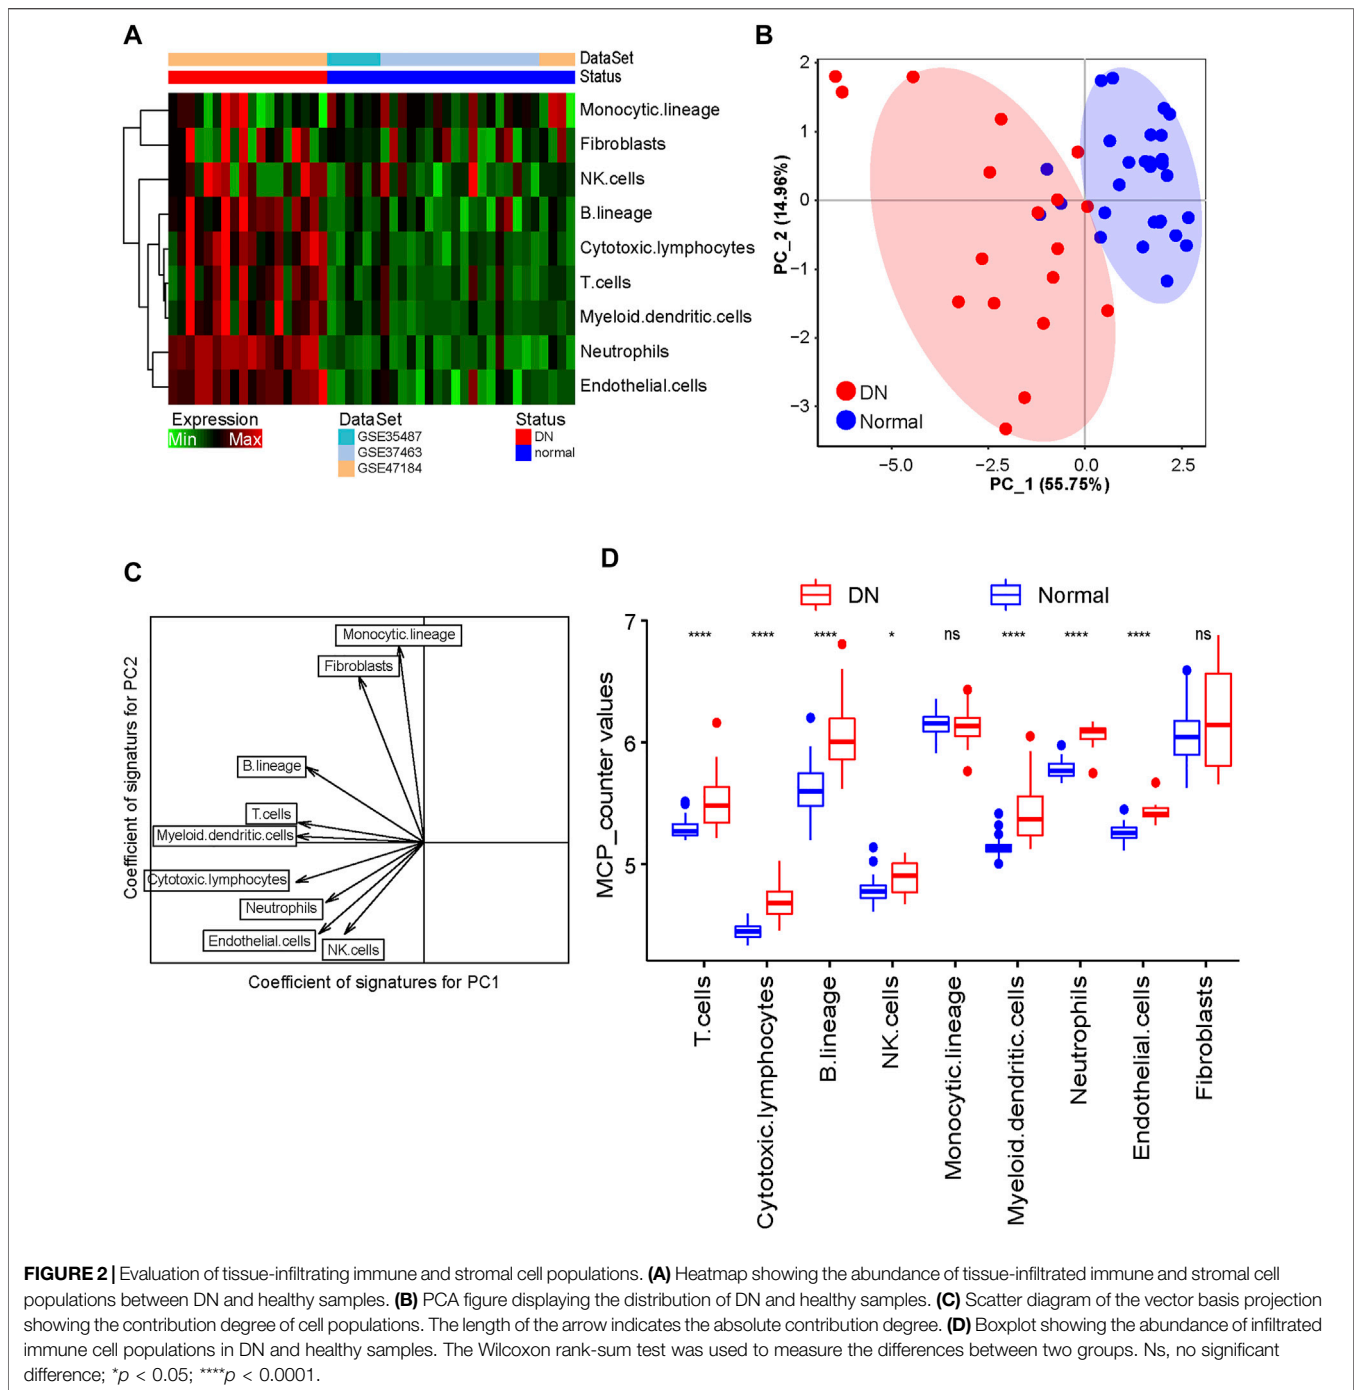 A
DataSet
Status
Monocytic.lineage
Fibroblasts
NK.cells
B.lineage
Cytotoxic.lymphocytes
T.cells
Myeloid.dendritic.cells
Neutrophils
Endothelial.cells
Expression
Min Max
DataSet
GSE35487
GSE37463
GSE47184
Status
DN
normal
B
2
1
0
−1
−2
−3
PC_2 (14.96%)
DN
Normal
−5.0 −2.5 0.0 2.5
PC_1 (55.75%)
C
Coefficient of signaturs for PC2
Monocytic.lineage
Fibroblasts
B.lineage
T.cells
Myeloid.dendritic.cells
Cytotoxic.lymphocytes
Neutrophils
Endothelial.cells
NK.cells
Coefficient of signatures for PC1
D
DN Normal
7
6
5
MCP_counter values
**** **** **** * ns **** **** **** ns
T.cells
Cytotoxic.lymphocytes
B.lineage
NK.cells
Monocytic.lineage
Myeloid.dendritic.cells
Neutrophils
Endothelial.cells
Fibroblasts
FIGURE 2 | Evaluation of tissue-infiltrating immune and stromal cell populations. (A) Heatmap showing the abundance of tissue-infiltrated immune and stromal cell
populations between DN and healthy samples. (B) PCA figure displaying the distribution of DN and healthy samples. (C) Scatter diagram of the vector basis projection
showing the contribution degree of cell populations. The length of the arrow indicates the absolute contribution degree. (D) Boxplot showing the abundance of infiltrated
immune cell populations in DN and healthy samples. The Wilcoxon rank-sum test was used to measure the differences between two groups. Ns, no significant
difference; *p < 0.05; ****p < 0.0001.